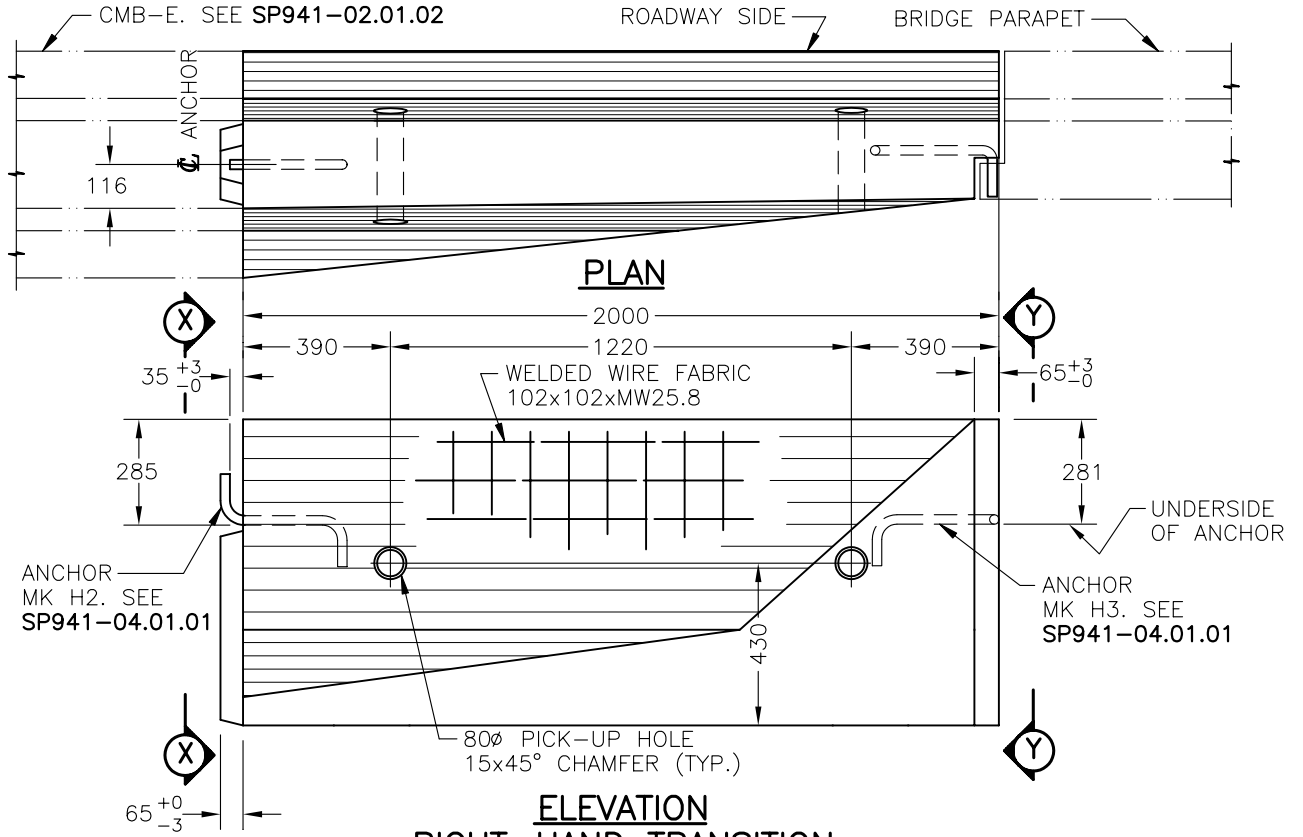 CMB-E. SEE SP941-02.01.02
ROADWAY SIDE
BRIDGE PARAPET
℄ ANCHOR
116
PLAN
X
2000
Y
390
1220
390
35 +3 -0
WELDED WIRE FABRIC
102x102xMW25.8
65 +3 -0
285
281
UNDERSIDE
OF ANCHOR
ANCHOR
MK H2. SEE
SP941-04.01.01
ANCHOR
MK H3. SEE
SP941-04.01.01
430
X
80ø PICK-UP HOLE
15x45° CHAMFER (TYP.)
Y
65 +0 -3
ELEVATION
RIGHT HAND TRANSITION